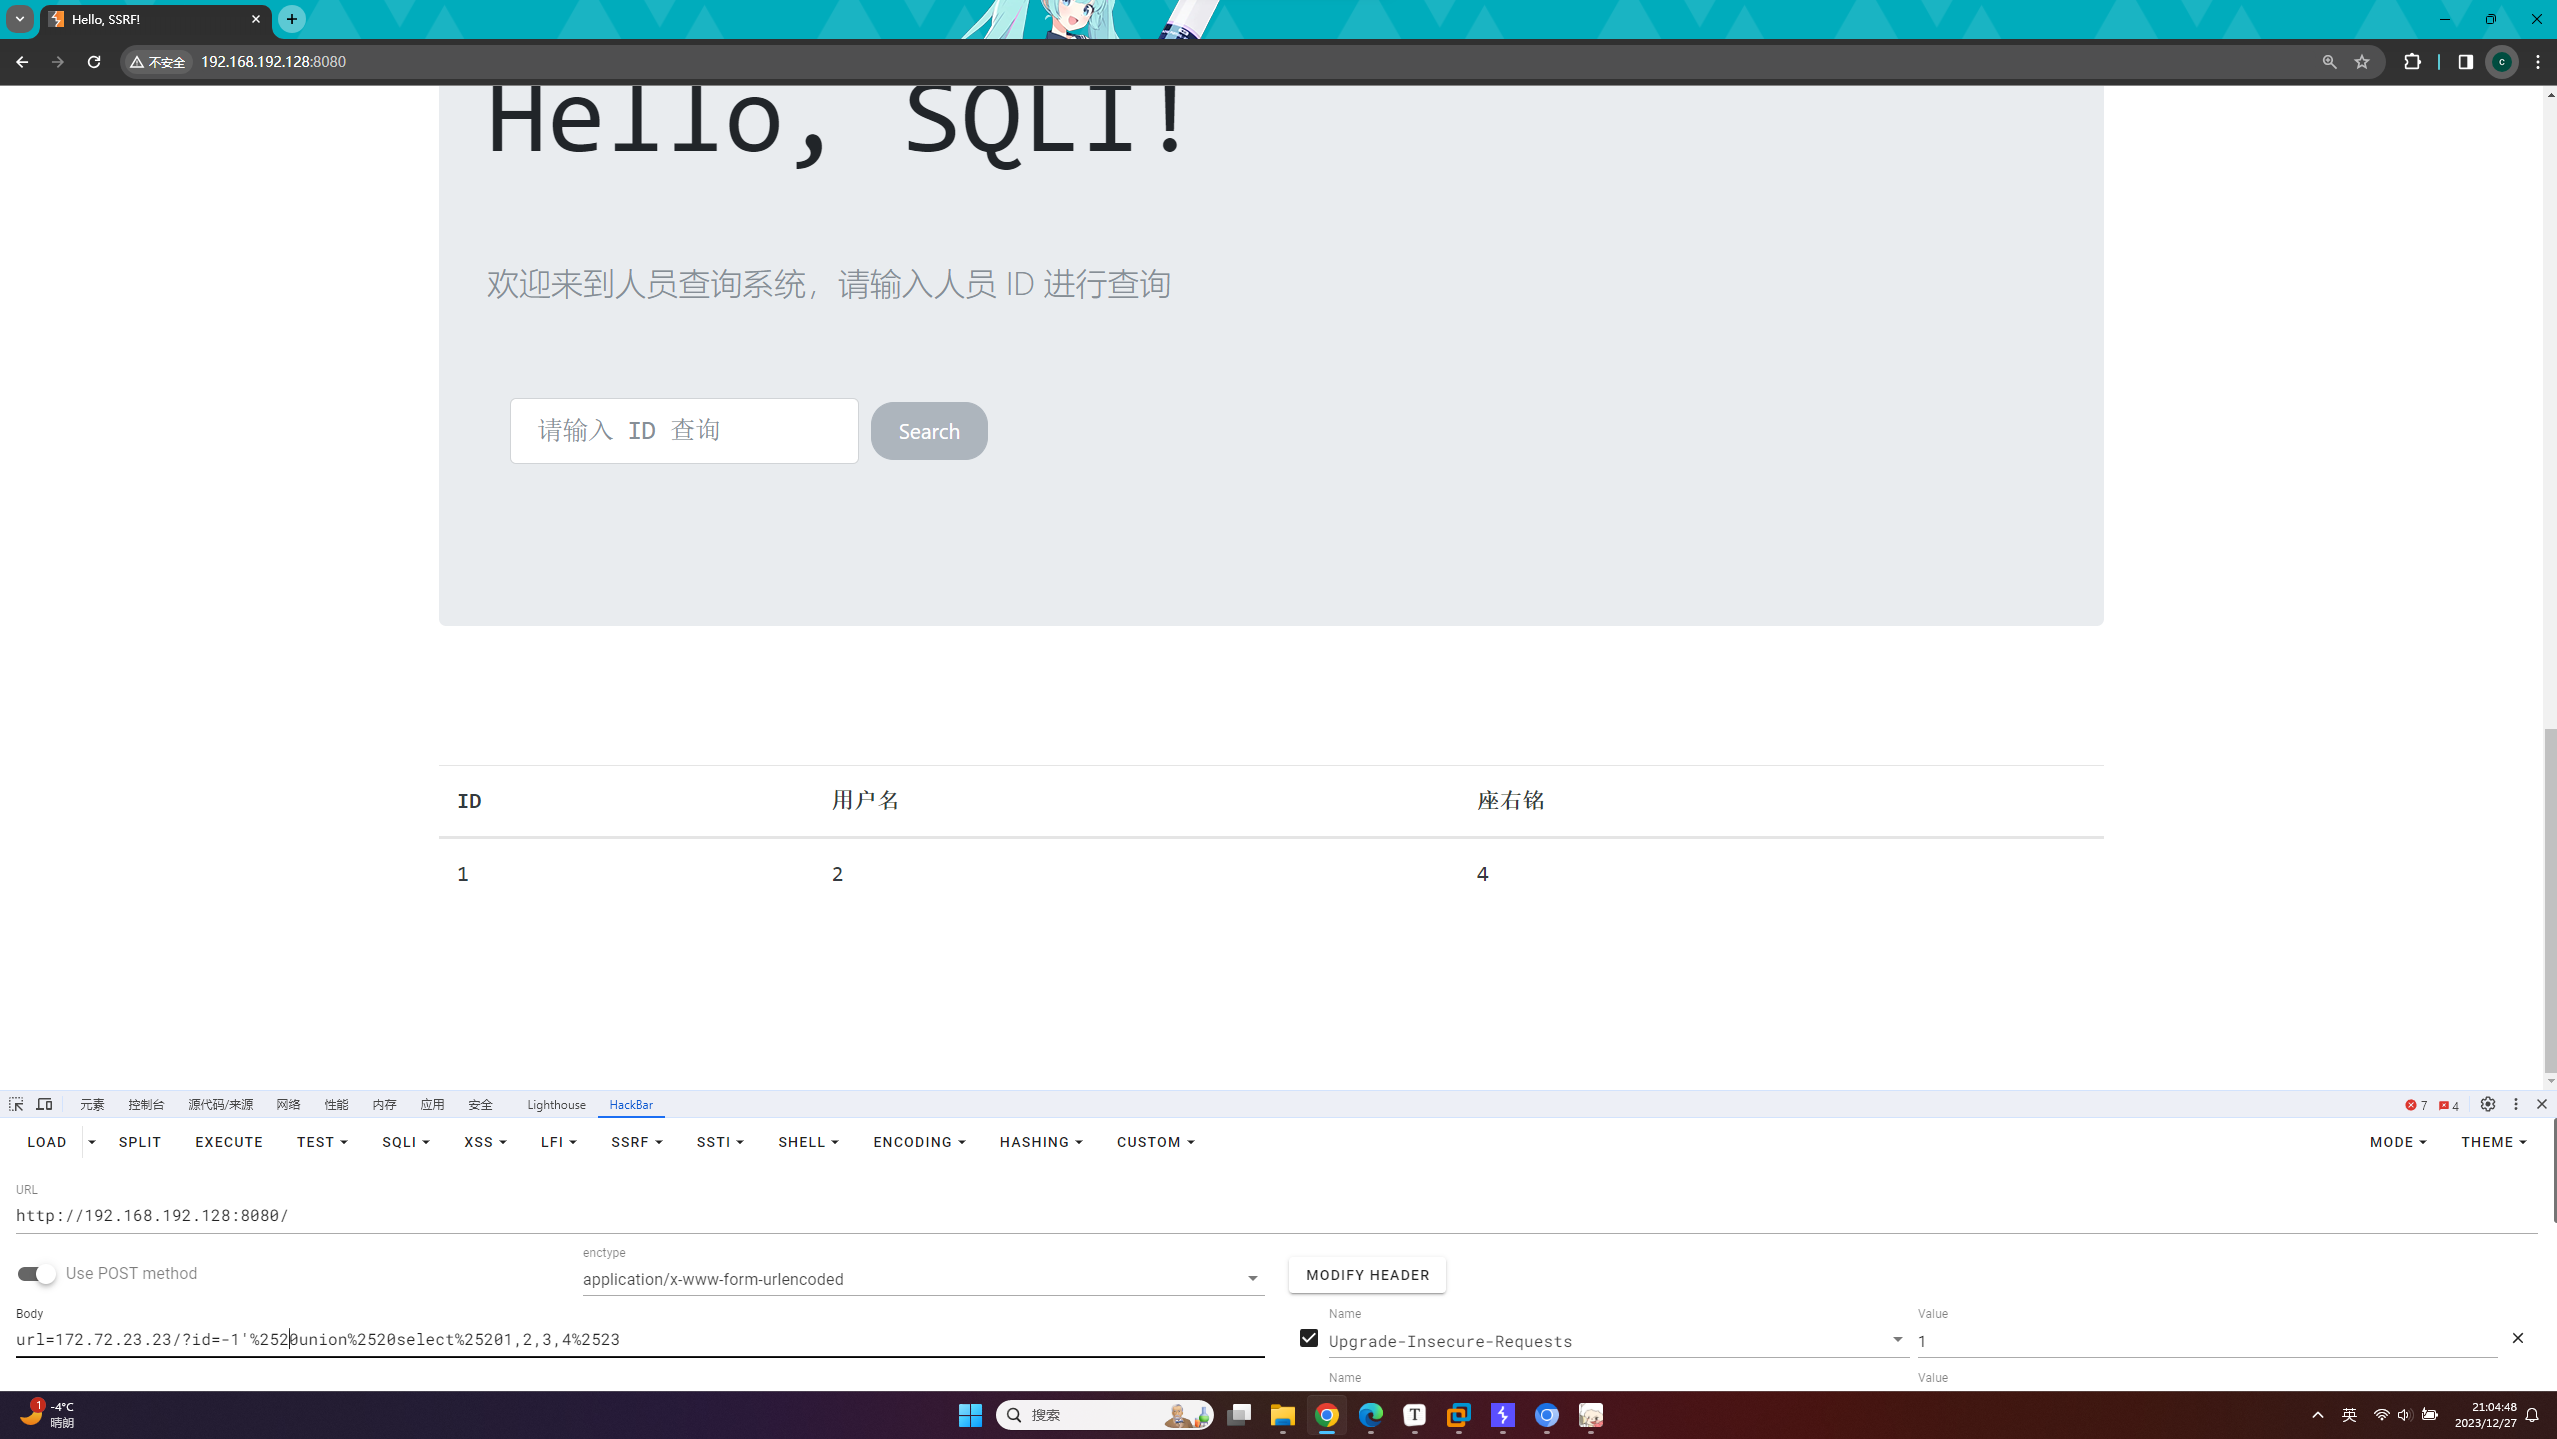 Hello, SSRF!
不安全 192.168.192.128:8080
Hello, SQLI!
欢迎来到人员查询系统，请输入人员 ID 进行查询
请输入 ID 查询 Search
ID 用户名 座右铭
1 2 4
元素 控制台 源代码/来源 网络 性能 内存 应用 安全 Lighthouse HackBar 7 4
LOAD SPLIT EXECUTE TEST SQLI XSS LFI SSRF SSTI SHELL ENCODING HASHING CUSTOM MODE THEME
URL
http://192.168.192.128:8080/
Use POST method
enctype
application/x-www-form-urlencoded
MODIFY HEADER
Body
url=172.72.23.23/?id=-1'%2520union%2520select%25201,2,3,4%2523
Name Value
Upgrade-Insecure-Requests 1
Name Value
1 -4°C
晴朗
搜索
英
21:04:48
2023/12/27